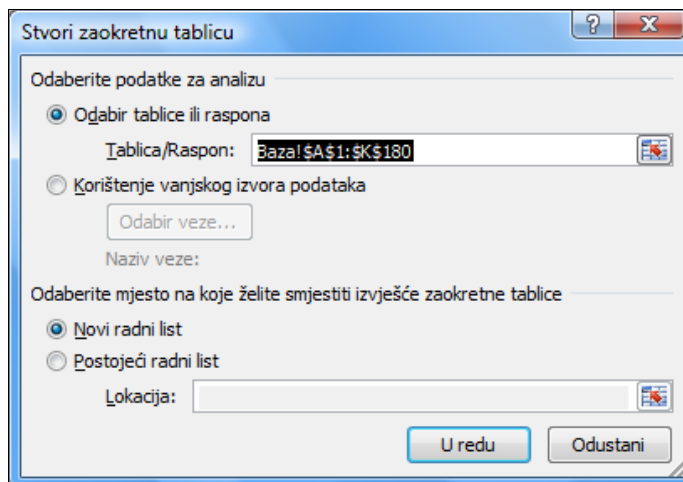 Stvori zaokretnu tablicu
Odaberite podatke za analizu
Odabir tablice ili raspona
Tablica/Raspon: Baza!$A$1:$K$180
Korištenje vanjskog izvora podataka
Odabir veze...
Naziv veze:
Odaberite mjesto na koje želite smjestiti izvješće zaokretne tablice
Novi radni list
Postojeći radni list
Lokacija:
U redu Odustani